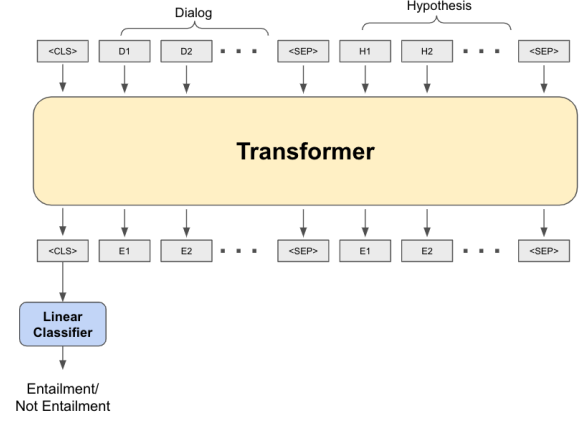 Dialog
Hypothesis
<CLS> D1 D2 <SEP> H1 H2 <SEP>
Transformer
<CLS> E1 E2 <SEP> E1 E2 <SEP>
Linear
Classifier
Entailment/
Not Entailment